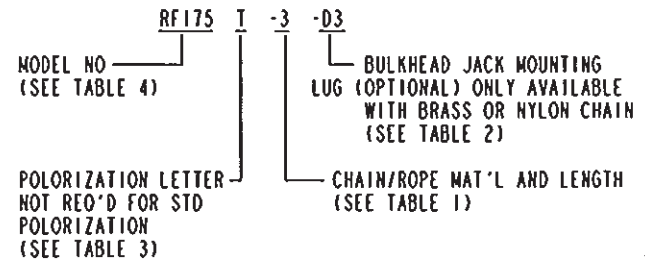 RF175 T -3 -D3
MODEL NO
(SEE TABLE 4)
BULKHEAD JACK MOUNTING
LUG (OPTIONAL) ONLY AVAILABLE
WITH BRASS OR NYLON CHAIN
(SEE TABLE 2)
POLORIZATION LETTER
NOT REO'D FOR STD
POLORIZATION
(SEE TABLE 3)
CHAIN/ROPE MAT'L AND LENGTH
(SEE TABLE 1)